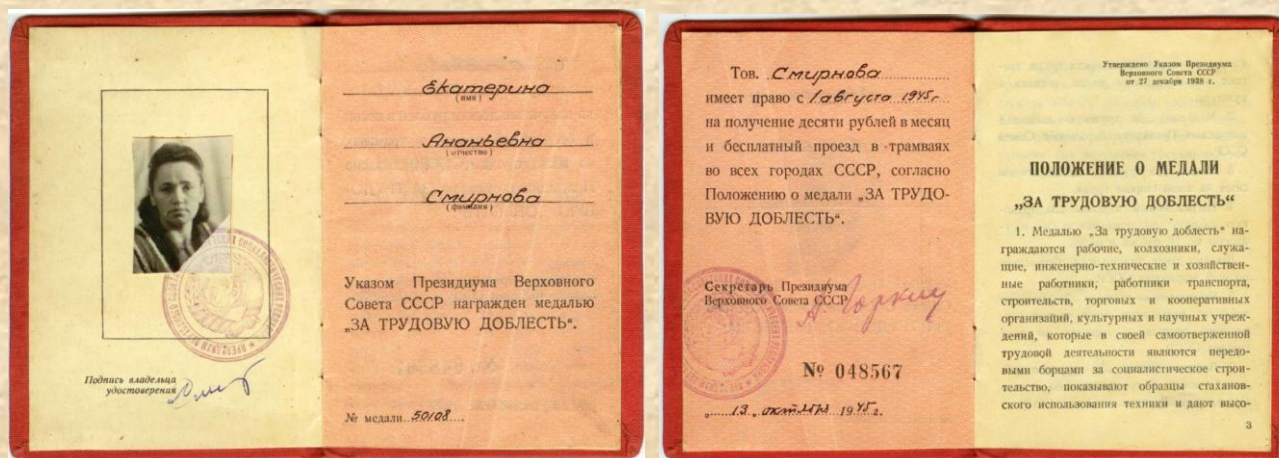 Екатерина
(имя)
Ананьевна
(отчество)
Смирнова
(фамилия)
Указом Президиума Верховного
Совета СССР награжден медалью
„ЗА ТРУДОВУЮ ДОБЛЕСТЬ“.
№ медали 50108
Подпись владельца
удостоверения
Тов. Смирнова
имеет право с 1 августа 1945 г.
на получение десяти рублей в месяц
и бесплатный проезд в трамваях
во всех городах СССР, согласно
Положению о медали „ЗА ТРУДО-
ВУЮ ДОБЛЕСТЬ“.
Секретарь Президиума
Верховного Совета СССР
А. Горкин
№ 048567
„ 13 „ октября 1945 г.
Утверждено Указом Президиума
Верховного Совета СССР
от 27 декабря 1938 г.
ПОЛОЖЕНИЕ О МЕДАЛИ
„ЗА ТРУДОВУЮ ДОБЛЕСТЬ“
1. Медалью „За трудовую доблесть“ на-
граждаются рабочие, колхозники, служа-
щие, инженерно-технические и хозяйствен-
ные работники, работники транспорта,
строительств, торговых и кооперативных
организаций, культурных и научных учреж-
дений, которые в своей самоотверженной
трудовой деятельности являются передо-
выми борцами за социалистическое строи-
тельство, показывают образцы стаханов-
ского использования техники и дают высо-
3